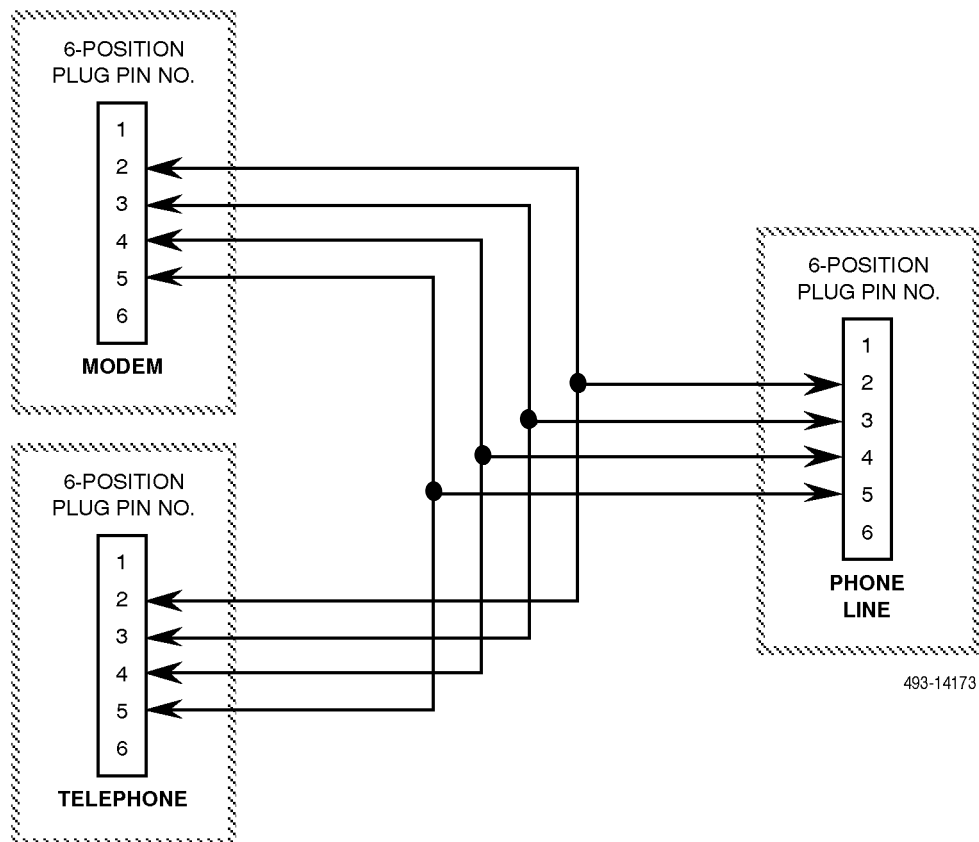 6-POSITION
PLUG PIN NO.
1
2
3
4
5
6
MODEM
6-POSITION
PLUG PIN NO.
1
2
3
4
5
6
TELEPHONE
6-POSITION
PLUG PIN NO.
1
2
3
4
5
6
PHONE
LINE
493-14173